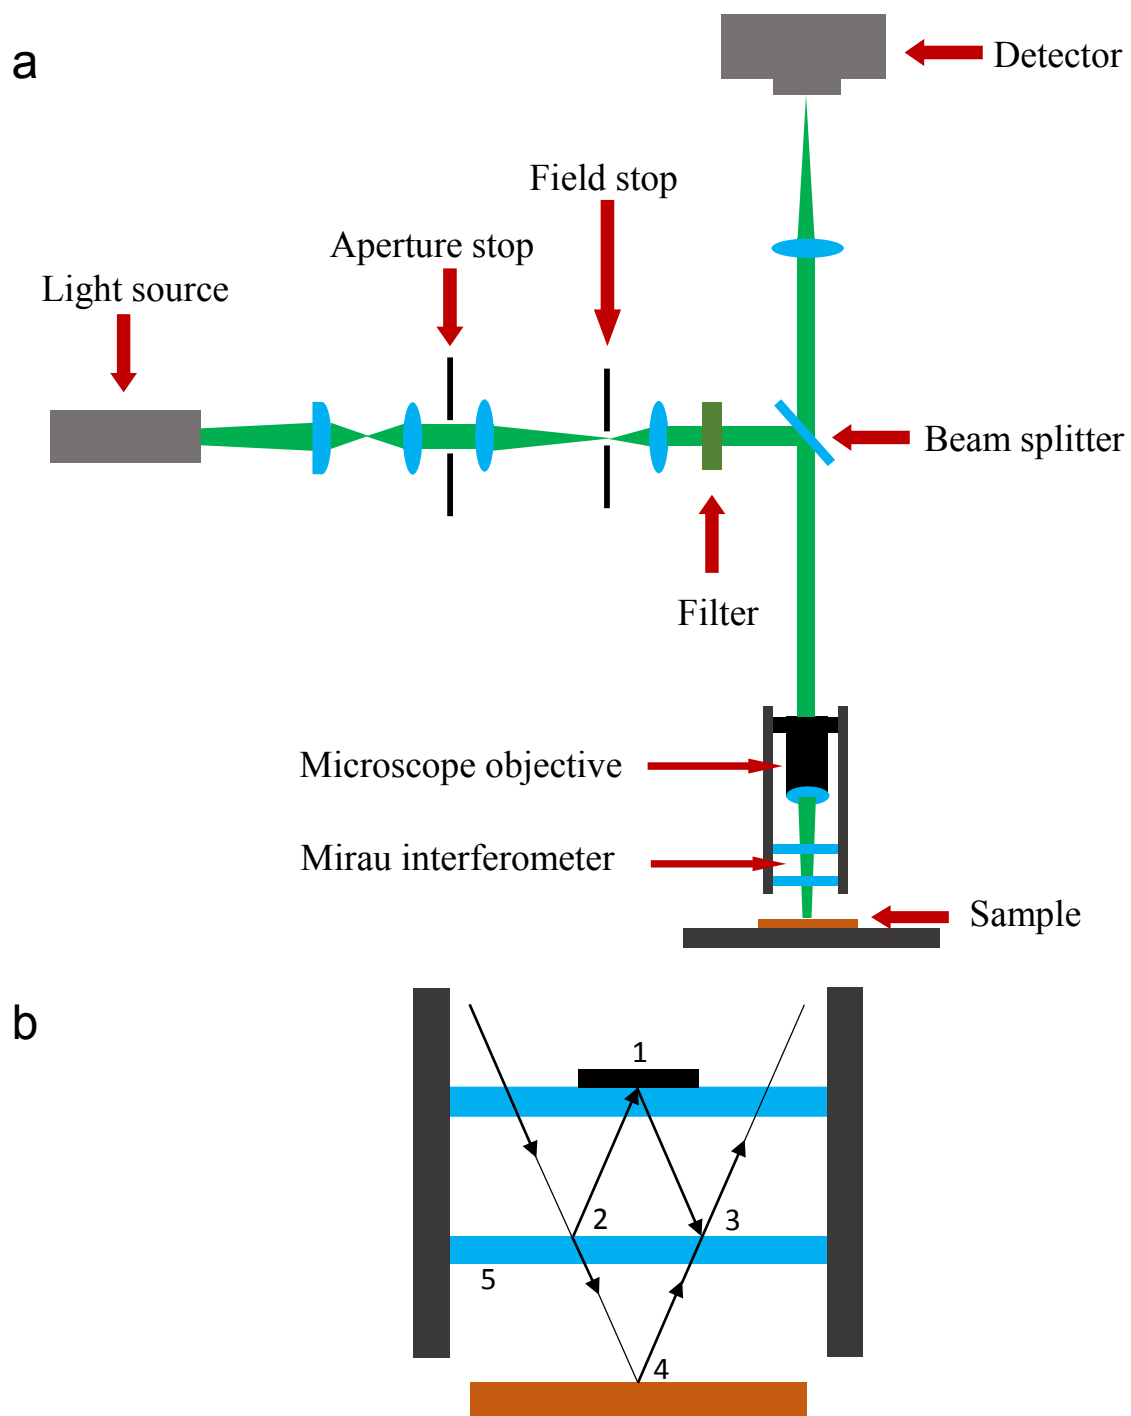 a
Detector
Field stop
Aperture stop
Light source
Beam splitter
Filter
Microscope objective
Mirau interferometer
Sample
b
1
2
3
5
4